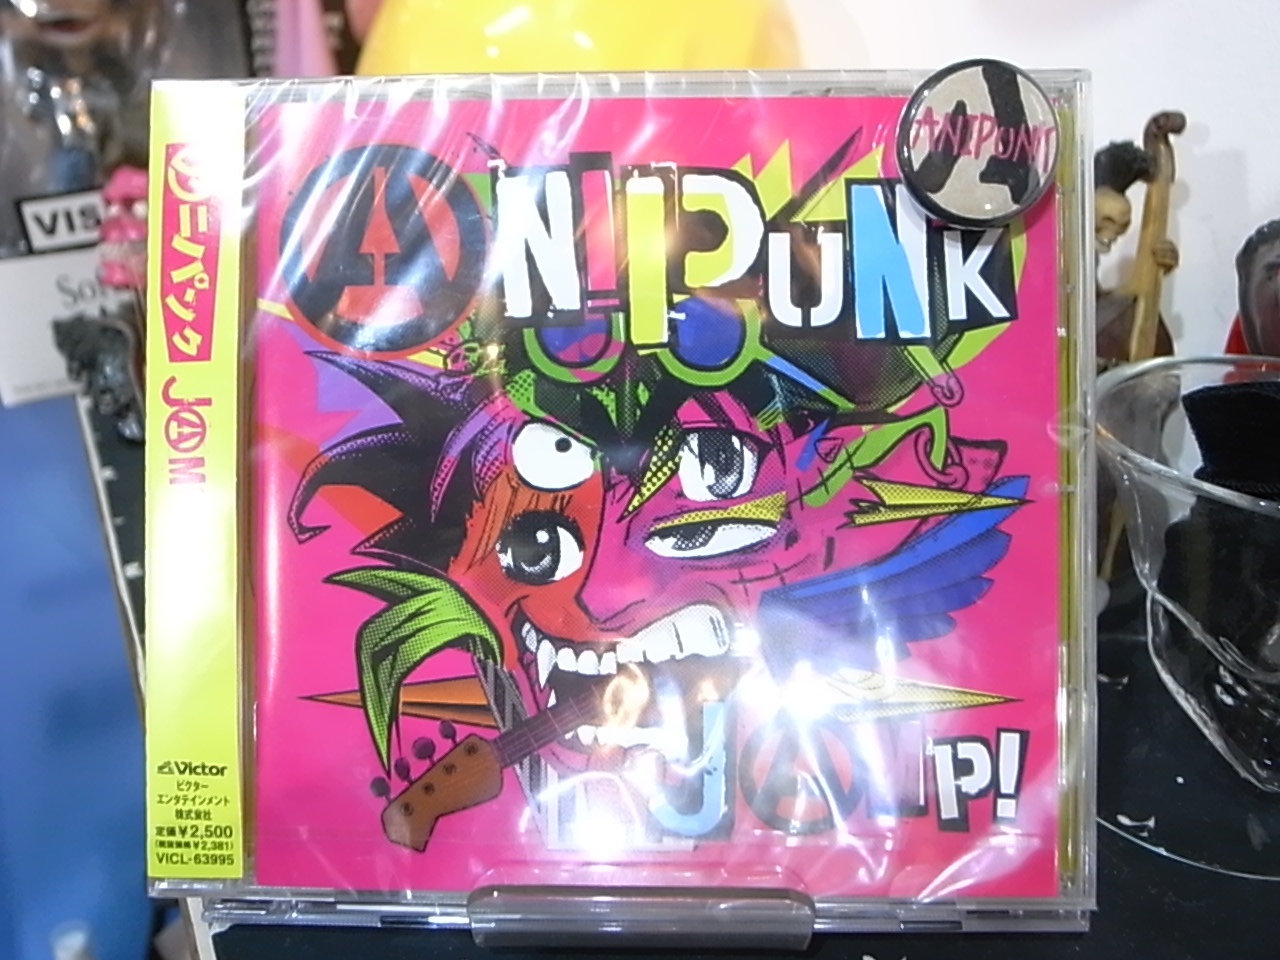 アニパンク
JAM
Victor
ビクター
エンタテインメント
株式会社
定価¥2,500
(税抜価格¥2,381)
VICL-63995
ANIPUNK
ANIPUNK
VIS